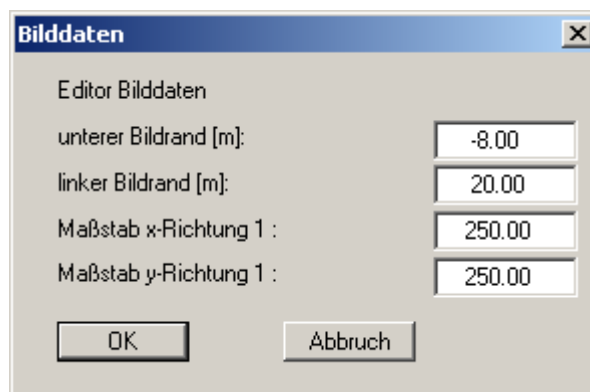 Bilddaten
Editor Bilddaten
unterer Bildrand [m]: -8.00
linker Bildrand [m]: 20.00
Maßstab x-Richtung 1 : 250.00
Maßstab y-Richtung 1 : 250.00
OK Abbruch